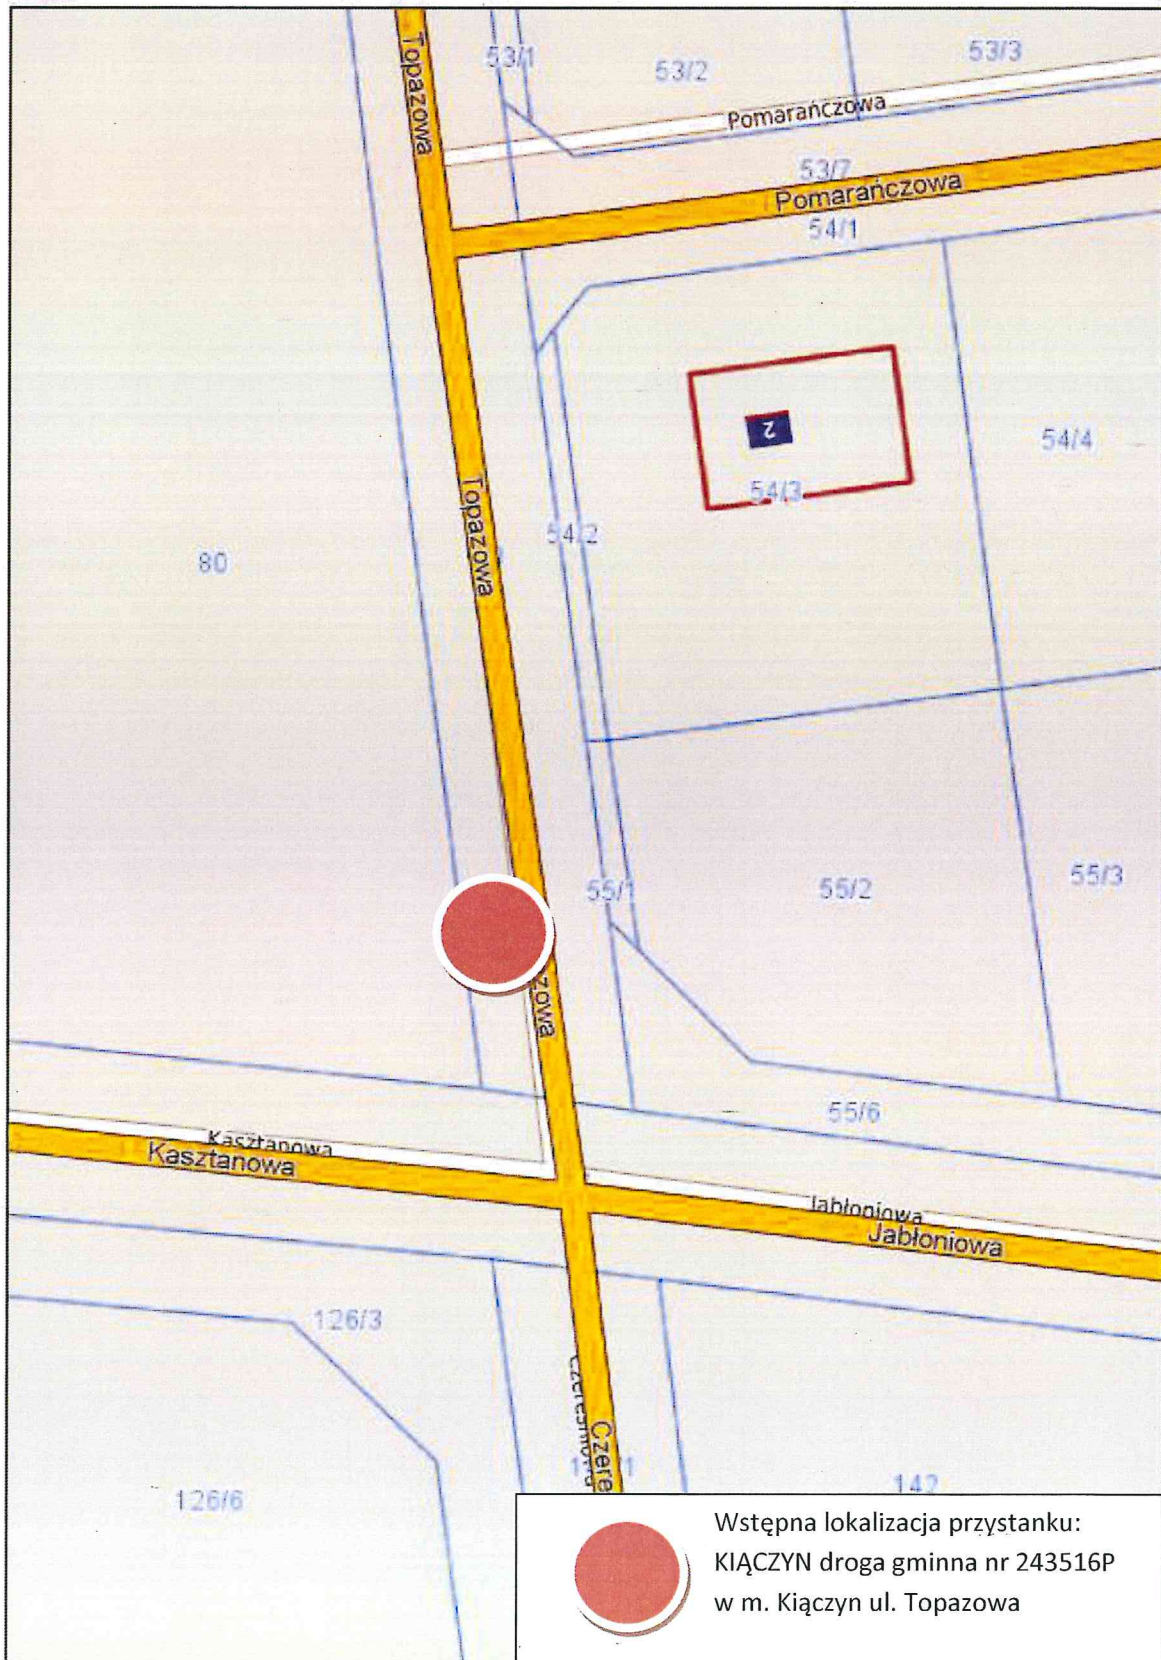 Topazowa
53/1
53/2
53/3
Pomarańczowa
53/7
Pomarańczowa
54/1
2
54/3
54/4
Topazowa
54/2
80
55/1
55/2
55/3
zowa
55/6
Kasztanowa
Kasztanowa
Jabłoniowa
Jabłoniowa
126/3
Czereśniowa
Czere
126/6
142
Wstępna lokalizacja przystanku:
KIĄCZYN droga gminna nr 243516P
w m. Kiączyn ul. Topazowa